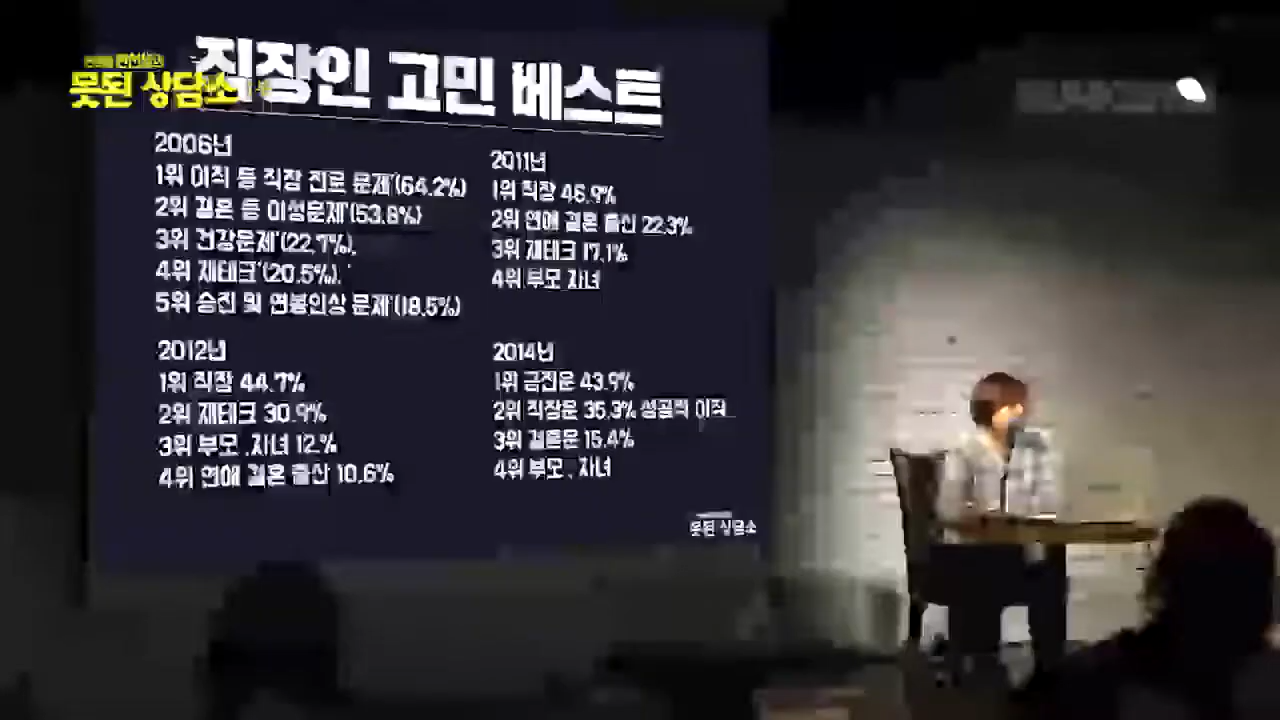 못된 상담소
직장인 고민 베스트
2006년
1위 이직 등 직장 진로 문제'(64.2%)
2위 결혼 등 이성문제'(53.8%)
3위 건강문제'(22.7%),
4위 재테크'(20.5%),
5위 승진 및 연봉인상 문제'(18.5%)
2011년
1위 직장 46.9%
2위 연애 결혼 출산 22.3%
3위 재테크 17.1%
4위 부모 자녀
2012년
1위 직장 44.7%
2위 재테크 30.9%
3위 부모 .자녀 12.%
4위 연애 결혼 출산 10.6%
2014년
1위 금전운 43.9%
2위 직장운 35.3% 성공적 이직
3위 결혼운 15.4%
4위 부모 . 자녀
못된 상담소